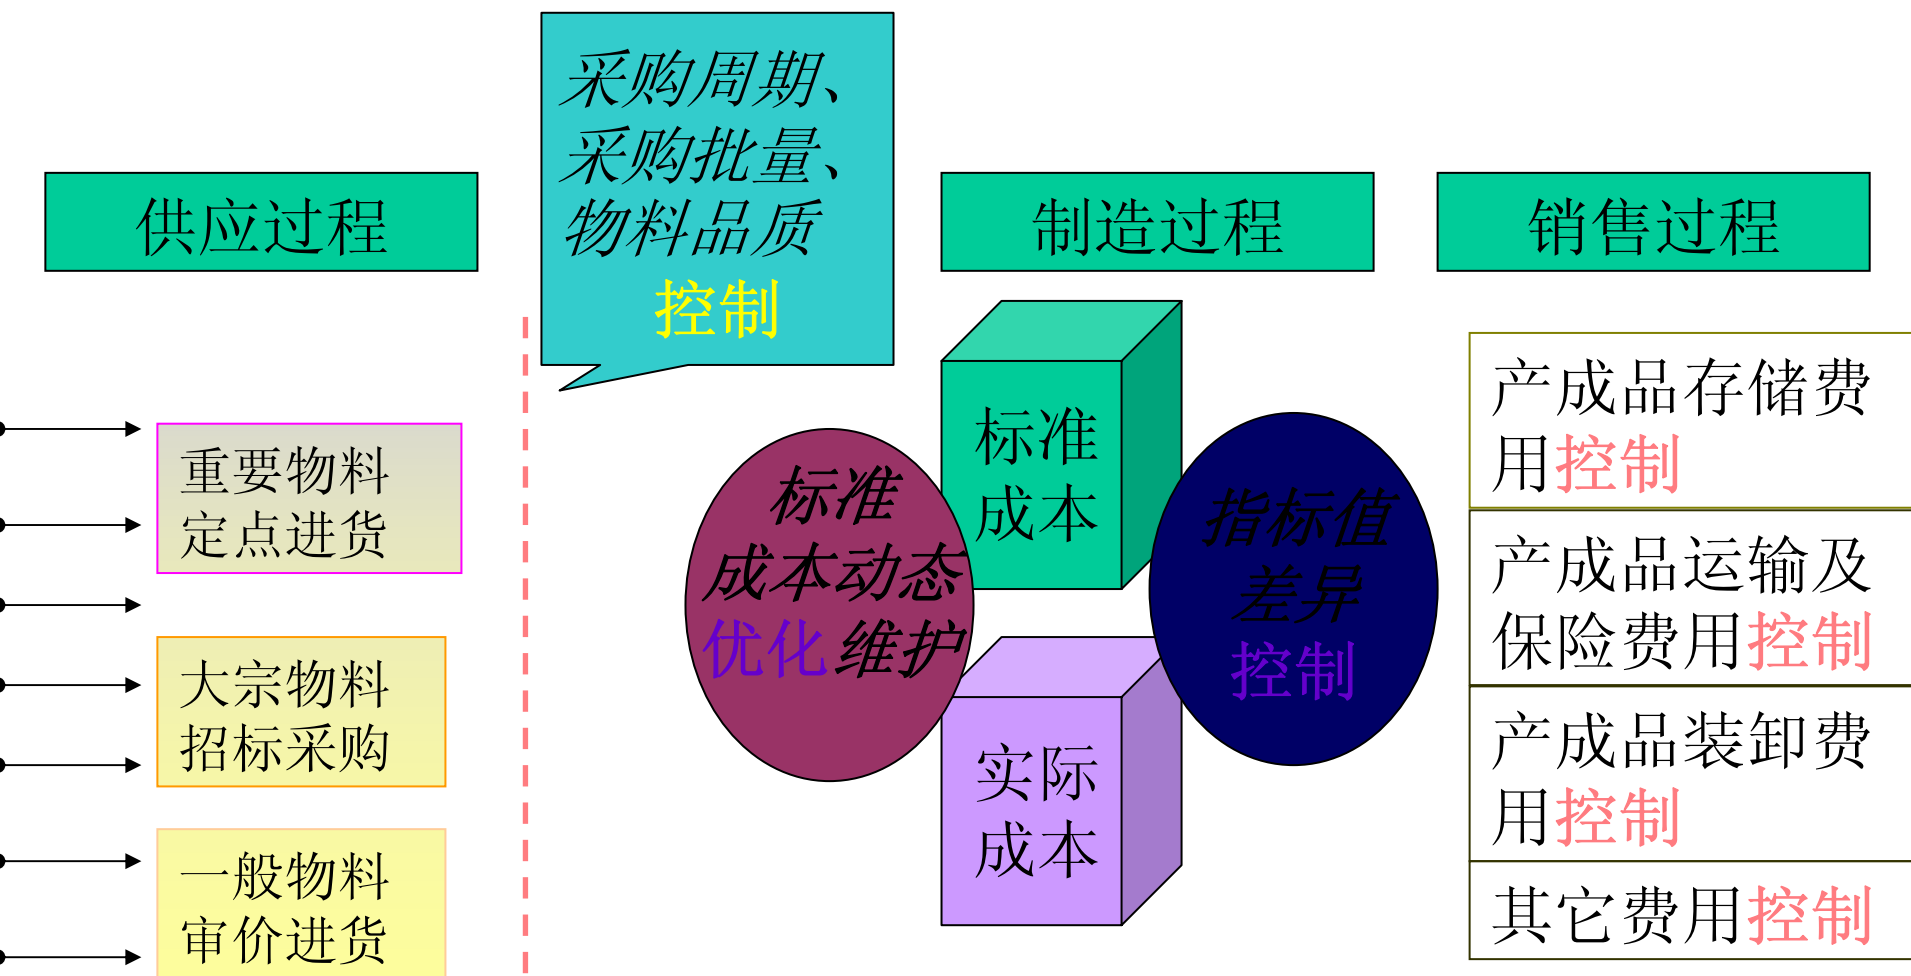 采购周期、
采购批量、
物料品质
控制
供应过程
制造过程
销售过程
重要物料
定点进货
大宗物料
招标采购
一般物料
审价进货
标准
成本动态
优化维护
标准
成本
实际
成本
指标值
差异
控制
产成品存储费
用控制
产成品运输及
保险费用控制
产成品装卸费
用控制
其它费用控制